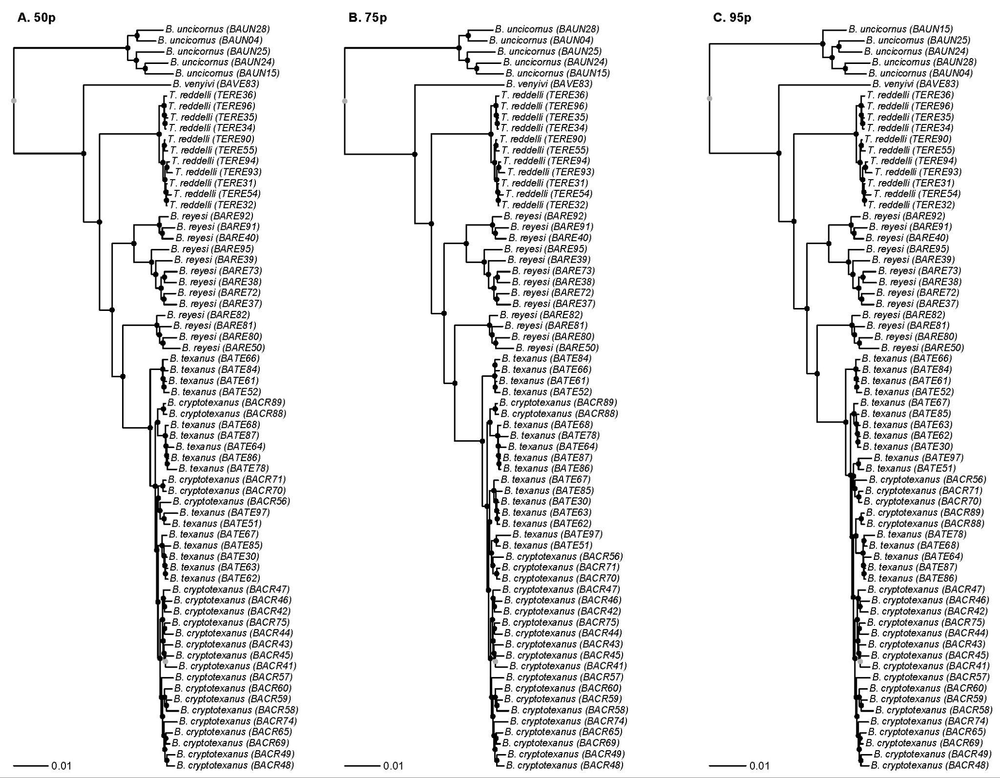 A. 50p
B. uncicornus (BAUN28)
B. uncicornus (BAUN04)
B. uncicornus (BAUN25)
B. uncicornus (BAUN24)
B. uncicornus (BAUN15)
B. venyivi (BAVE83)
T. reddelli (TERE36)
T. reddelli (TERE96)
T. reddelli (TERE35)
T. reddelli (TERE34)
T. reddelli (TERE90)
T. reddelli (TERE55)
T. reddelli (TERE94)
T. reddelli (TERE93)
T. reddelli (TERE31)
T. reddelli (TERE54)
T. reddelli (TERE32)
B. reyesi (BARE92)
B. reyesi (BARE91)
B. reyesi (BARE40)
B. reyesi (BARE95)
B. reyesi (BARE39)
B. reyesi (BARE73)
B. reyesi (BARE38)
B. reyesi (BARE72)
B. reyesi (BARE37)
B. reyesi (BARE82)
B. reyesi (BARE81)
B. reyesi (BARE80)
B. reyesi (BARE50)
B. texanus (BATE66)
B. texanus (BATE84)
B. texanus (BATE61)
B. texanus (BATE52)
B. cryptotexanus (BACR89)
B. cryptotexanus (BACR88)
B. texanus (BATE68)
B. texanus (BATE87)
B. texanus (BATE64)
B. texanus (BATE86)
B. texanus (BATE78)
B. cryptotexanus (BACR71)
B. cryptotexanus (BACR70)
B. cryptotexanus (BACR56)
B. texanus (BATE97)
B. texanus (BATE51)
B. texanus (BATE67)
B. texanus (BATE85)
B. texanus (BATE30)
B. texanus (BATE63)
B. texanus (BATE62)
B. cryptotexanus (BACR47)
B. cryptotexanus (BACR46)
B. cryptotexanus (BACR42)
B. cryptotexanus (BACR75)
B. cryptotexanus (BACR44)
B. cryptotexanus (BACR43)
B. cryptotexanus (BACR45)
B. cryptotexanus (BACR41)
B. cryptotexanus (BACR57)
B. cryptotexanus (BACR60)
B. cryptotexanus (BACR59)
B. cryptotexanus (BACR58)
B. cryptotexanus (BACR74)
B. cryptotexanus (BACR65)
B. cryptotexanus (BACR69)
B. cryptotexanus (BACR49)
B. cryptotexanus (BACR48)
0.01
B. 75p
B. uncicornus (BAUN28)
B. uncicornus (BAUN04)
B. uncicornus (BAUN25)
B. uncicornus (BAUN24)
B. uncicornus (BAUN15)
B. venyivi (BAVE83)
T. reddelli (TERE36)
T. reddelli (TERE96)
T. reddelli (TERE35)
T. reddelli (TERE34)
T. reddelli (TERE90)
T. reddelli (TERE55)
T. reddelli (TERE94)
T. reddelli (TERE93)
T. reddelli (TERE31)
T. reddelli (TERE54)
T. reddelli (TERE32)
B. reyesi (BARE92)
B. reyesi (BARE91)
B. reyesi (BARE40)
B. reyesi (BARE95)
B. reyesi (BARE39)
B. reyesi (BARE73)
B. reyesi (BARE38)
B. reyesi (BARE72)
B. reyesi (BARE37)
B. reyesi (BARE82)
B. reyesi (BARE81)
B. reyesi (BARE80)
B. reyesi (BARE50)
B. texanus (BATE84)
B. texanus (BATE66)
B. texanus (BATE61)
B. texanus (BATE52)
B. cryptotexanus (BACR89)
B. cryptotexanus (BACR88)
B. texanus (BATE68)
B. texanus (BATE78)
B. texanus (BATE64)
B. texanus (BATE87)
B. texanus (BATE86)
B. texanus (BATE67)
B. texanus (BATE85)
B. texanus (BATE30)
B. texanus (BATE63)
B. texanus (BATE62)
B. texanus (BATE97)
B. texanus (BATE51)
B. cryptotexanus (BACR56)
B. cryptotexanus (BACR71)
B. cryptotexanus (BACR70)
B. cryptotexanus (BACR47)
B. cryptotexanus (BACR46)
B. cryptotexanus (BACR42)
B. cryptotexanus (BACR75)
B. cryptotexanus (BACR44)
B. cryptotexanus (BACR43)
B. cryptotexanus (BACR45)
B. cryptotexanus (BACR41)
B. cryptotexanus (BACR57)
B. cryptotexanus (BACR60)
B. cryptotexanus (BACR59)
B. cryptotexanus (BACR58)
B. cryptotexanus (BACR74)
B. cryptotexanus (BACR65)
B. cryptotexanus (BACR69)
B. cryptotexanus (BACR49)
B. cryptotexanus (BACR48)
0.01
C. 95p
B. uncicornus (BAUN15)
B. uncicornus (BAUN25)
B. uncicornus (BAUN24)
B. uncicornus (BAUN28)
B. uncicornus (BAUN04)
B. venyivi (BAVE83)
T. reddelli (TERE36)
T. reddelli (TERE96)
T. reddelli (TERE35)
T. reddelli (TERE34)
T. reddelli (TERE90)
T. reddelli (TERE55)
T. reddelli (TERE94)
T. reddelli (TERE93)
T. reddelli (TERE31)
T. reddelli (TERE54)
T. reddelli (TERE32)
B. reyesi (BARE92)
B. reyesi (BARE91)
B. reyesi (BARE40)
B. reyesi (BARE95)
B. reyesi (BARE39)
B. reyesi (BARE73)
B. reyesi (BARE38)
B. reyesi (BARE72)
B. reyesi (BARE37)
B. reyesi (BARE82)
B. reyesi (BARE81)
B. reyesi (BARE80)
B. reyesi (BARE50)
B. texanus (BATE66)
B. texanus (BATE84)
B. texanus (BATE61)
B. texanus (BATE52)
B. texanus (BATE67)
B. texanus (BATE85)
B. texanus (BATE63)
B. texanus (BATE62)
B. texanus (BATE30)
B. texanus (BATE97)
B. texanus (BATE51)
B. cryptotexanus (BACR56)
B. cryptotexanus (BACR71)
B. cryptotexanus (BACR70)
B. cryptotexanus (BACR89)
B. cryptotexanus (BACR88)
B. texanus (BATE78)
B. texanus (BATE68)
B. texanus (BATE64)
B. texanus (BATE87)
B. texanus (BATE86)
B. cryptotexanus (BACR47)
B. cryptotexanus (BACR46)
B. cryptotexanus (BACR42)
B. cryptotexanus (BACR75)
B. cryptotexanus (BACR44)
B. cryptotexanus (BACR43)
B. cryptotexanus (BACR45)
B. cryptotexanus (BACR41)
B. cryptotexanus (BACR57)
B. cryptotexanus (BACR60)
B. cryptotexanus (BACR59)
B. cryptotexanus (BACR58)
B. cryptotexanus (BACR74)
B. cryptotexanus (BACR65)
B. cryptotexanus (BACR69)
B. cryptotexanus (BACR49)
B. cryptotexanus (BACR48)
0.01